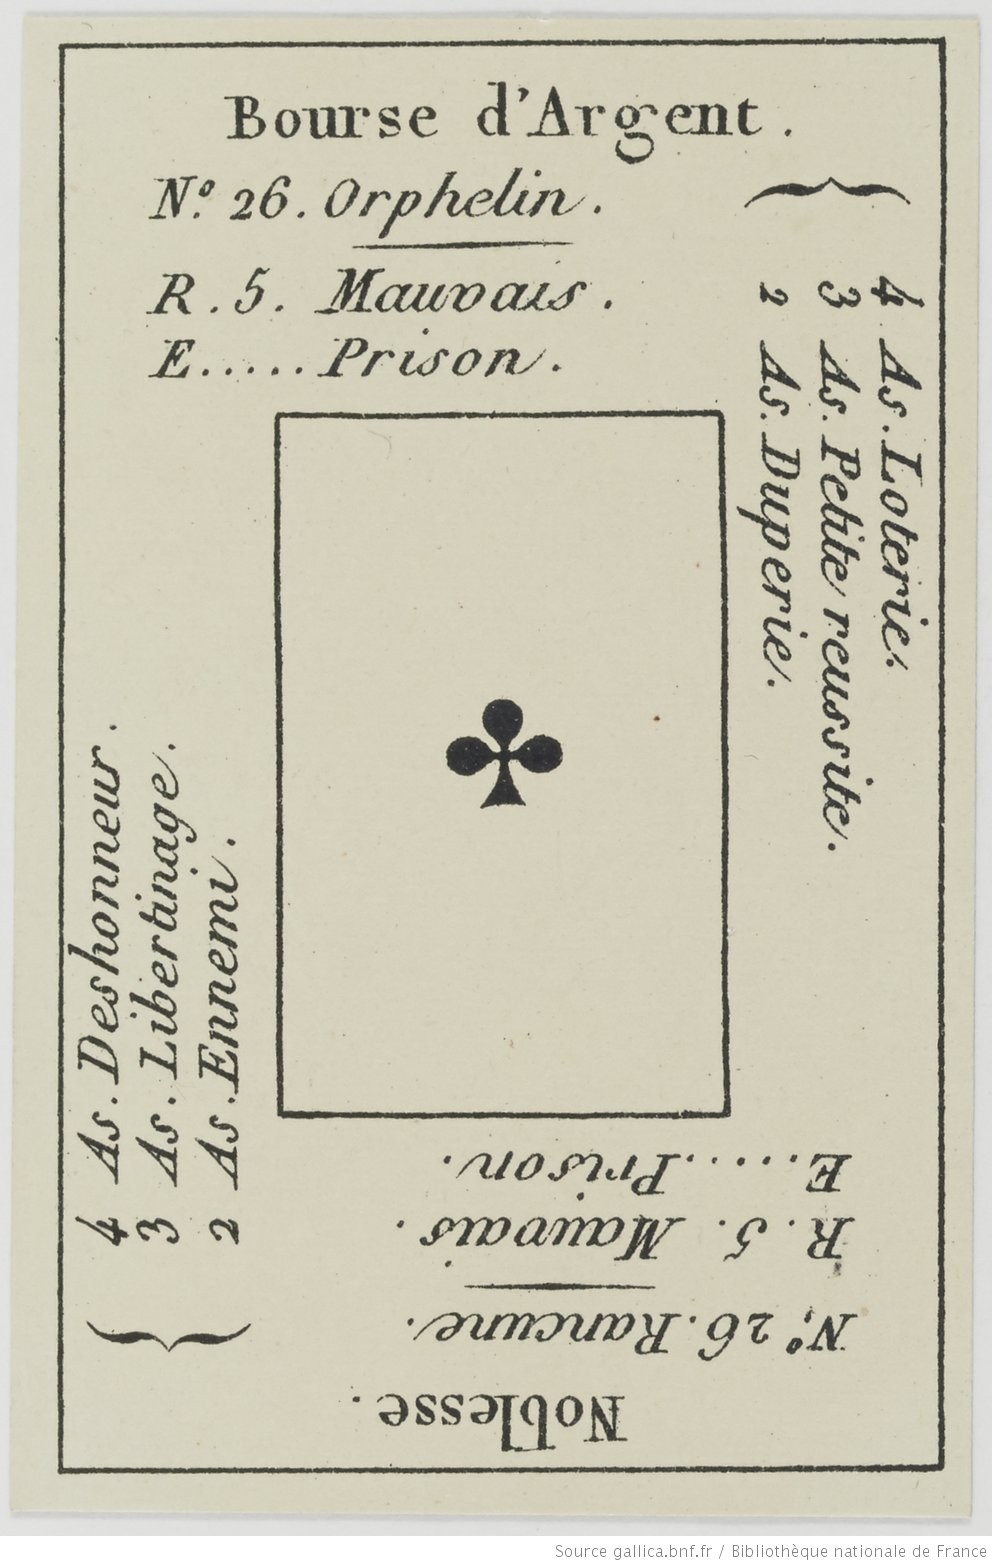 Bourse d'Argent.
N.º 26. Orphelin.
R. 5. Mauvais.
E..... Prison.
4 As. Loterie.
3 As. Petite reussite.
2 As. Duperie.
4 As. Deshonneur.
3 As. Libertinage.
2 As. Ennemi.
Noblesse.
N.º 26. Rancune.
R. 5. Mauvais.
E..... Prison.
Source gallica.bnf.fr / Bibliothèque nationale de France